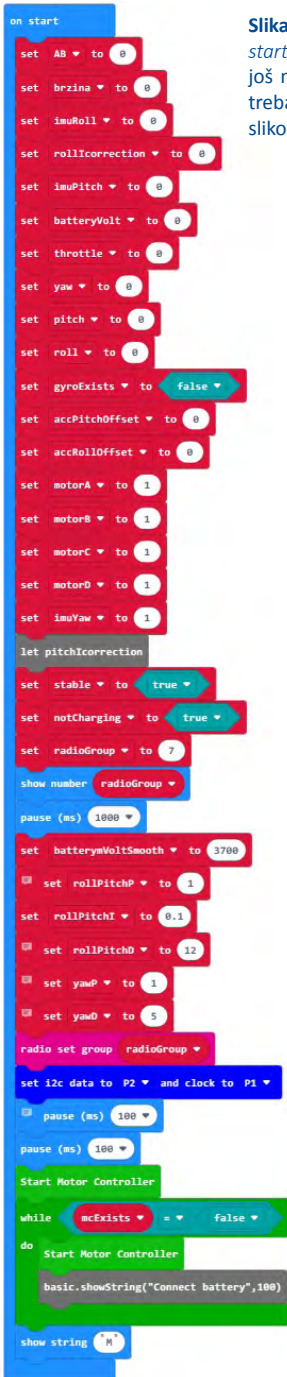 on start
set AB to 0
set brzina to 0
set imuRoll to 0
set rollIcorrection to 0
set imuPitch to 0
set batteryVolt to 0
set throttle to 0
set yaw to 0
set pitch to 0
set roll to 0
set gyroExists to false
set accPitchOffset to 0
set accRollOffset to 0
set motorA to 1
set motorB to 1
set motorC to 1
set motorD to 1
set imuYaw to 1
let pitchIcorrection
set stable to true
set notCharging to true
set radioGroup to 7
show number radioGroup
pause (ms) 1000
set batterymVoltSmooth to 3700
set rollPitchP to 1
set rollPitchI to 0.1
set rollPitchD to 12
set yawP to 1
set yawD to 5
radio set group radioGroup
set i2c data to P2 and clock to P1
pause (ms) 100
pause (ms) 100
Start Motor Controller
while mcExists = false
do Start Motor Controller
basic.showString("Connect battery",100)
show string "M"
Slika
start
još
treba
sliko